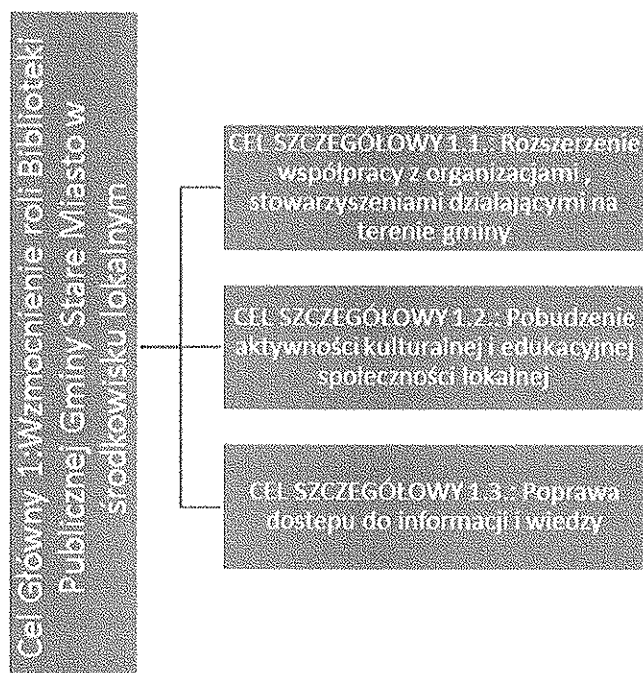 Cel Główny 1.Wzmocnienie roli Biblioteki
Publicznej Gminy Stare Miasto w
środkowisku lokalnym
CEL SZCZEGÓŁOWY 1.1.: Rozszerzenie
współpracy z organizacjami,
stowarzyszeniami działającymi na
terenie gminy
CEL SZCZEGÓŁOWY 1.2.: Pobudzenie
aktywności kulturalnej i edukacyjnej
społeczności lokalnej
CEL SZCZEGÓŁOWY 1.3.: Poprawa
dostępu do informacji i wiedzy